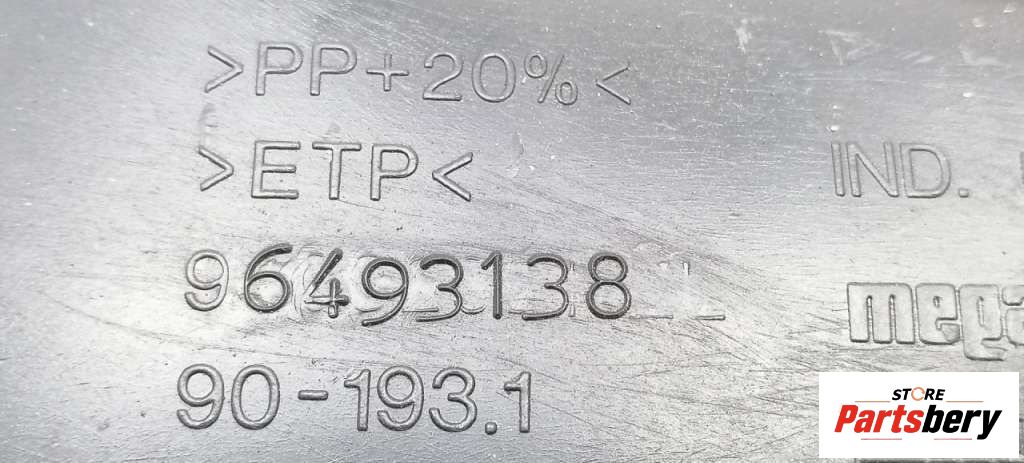 >PP+20%<
>ETP<
IND.
96493138
mega
90-193.1
STORE
Partsbery